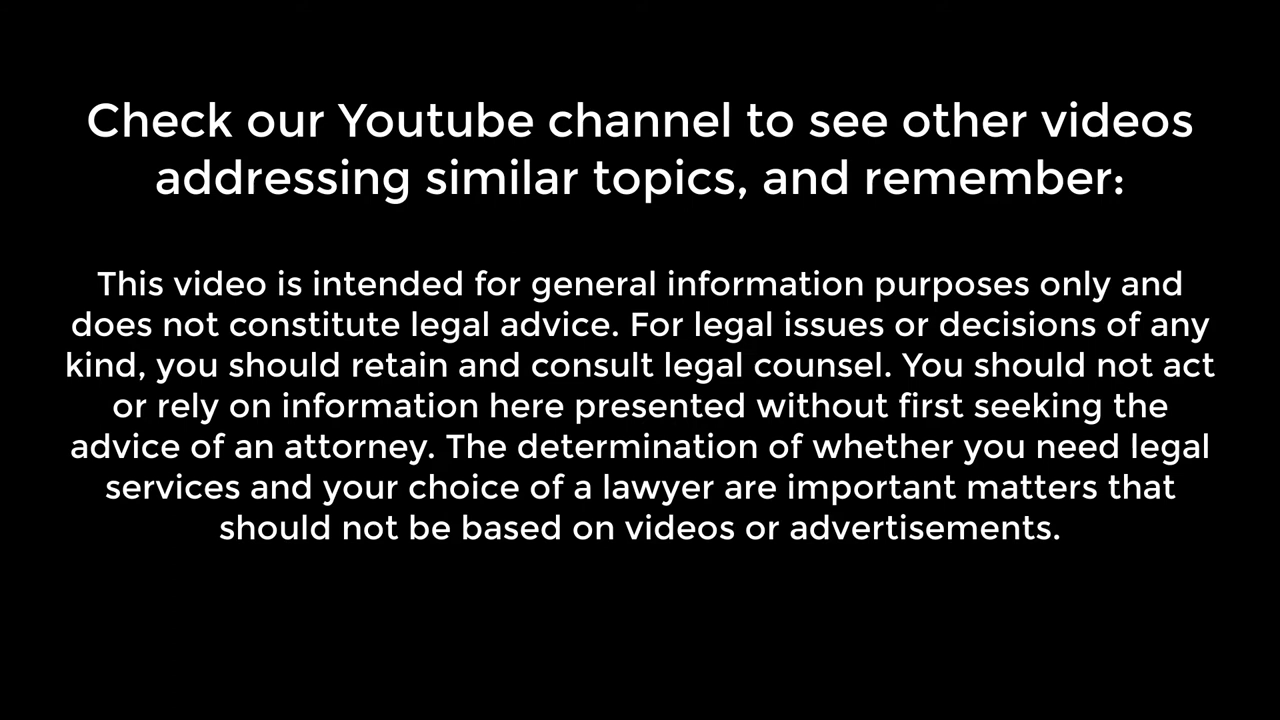 Check our Youtube channel to see other videos
addressing similar topics, and remember:
This video is intended for general information purposes only and
does not constitute legal advice. For legal issues or decisions of any
kind, you should retain and consult legal counsel. You should not act
or rely on information here presented without first seeking the
advice of an attorney. The determination of whether you need legal
services and your choice of a lawyer are important matters that
should not be based on videos or advertisements.